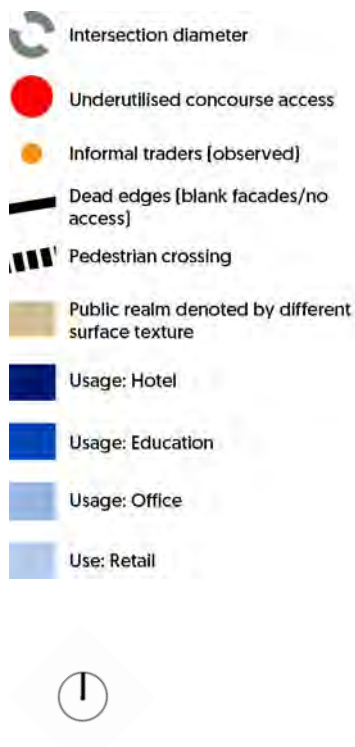 Intersection diameter
Underutilised concourse access
Informal traders (observed)
Dead edges (blank facades/no
access)
Pedestrian crossing
Public realm denoted by different
surface texture
Usage: Hotel
Usage: Education
Usage: Office
Use: Retail